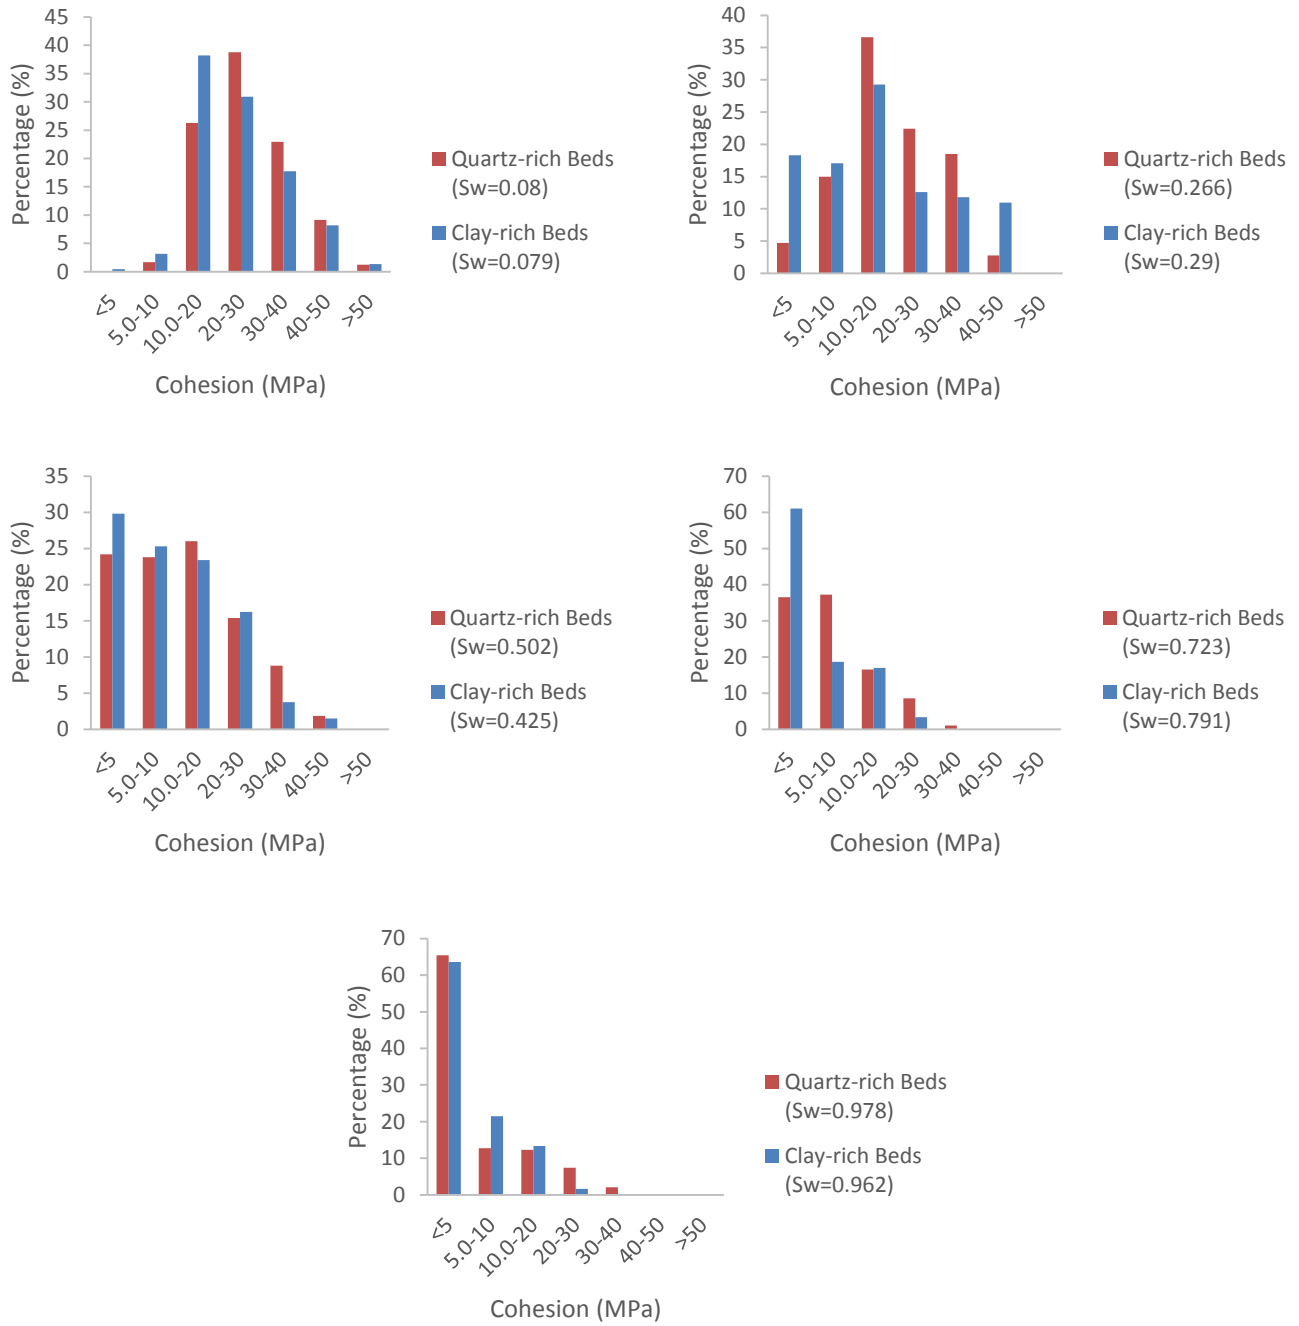 45
40
35
30
25
20
15
10
5
0
Percentage (%)
<5
5.0-10
10.0-20
20-30
30-40
40-50
>50
Cohesion (MPa)
Quartz-rich Beds
(Sw=0.08)
Clay-rich Beds
(Sw=0.079)
40
35
30
25
20
15
10
5
0
Percentage (%)
<5
5.0-10
10.0-20
20-30
30-40
40-50
>50
Cohesion (MPa)
Quartz-rich Beds
(Sw=0.266)
Clay-rich Beds
(Sw=0.29)
35
30
25
20
15
10
5
0
Percentage (%)
<5
5.0-10
10.0-20
20-30
30-40
40-50
>50
Cohesion (MPa)
Quartz-rich Beds
(Sw=0.502)
Clay-rich Beds
(Sw=0.425)
70
60
50
40
30
20
10
0
Percentage (%)
<5
5.0-10
10.0-20
20-30
30-40
40-50
>50
Cohesion (MPa)
Quartz-rich Beds
(Sw=0.723)
Clay-rich Beds
(Sw=0.791)
70
60
50
40
30
20
10
0
Percentage (%)
<5
5.0-10
10.0-20
20-30
30-40
40-50
>50
Cohesion (MPa)
Quartz-rich Beds
(Sw=0.978)
Clay-rich Beds
(Sw=0.962)